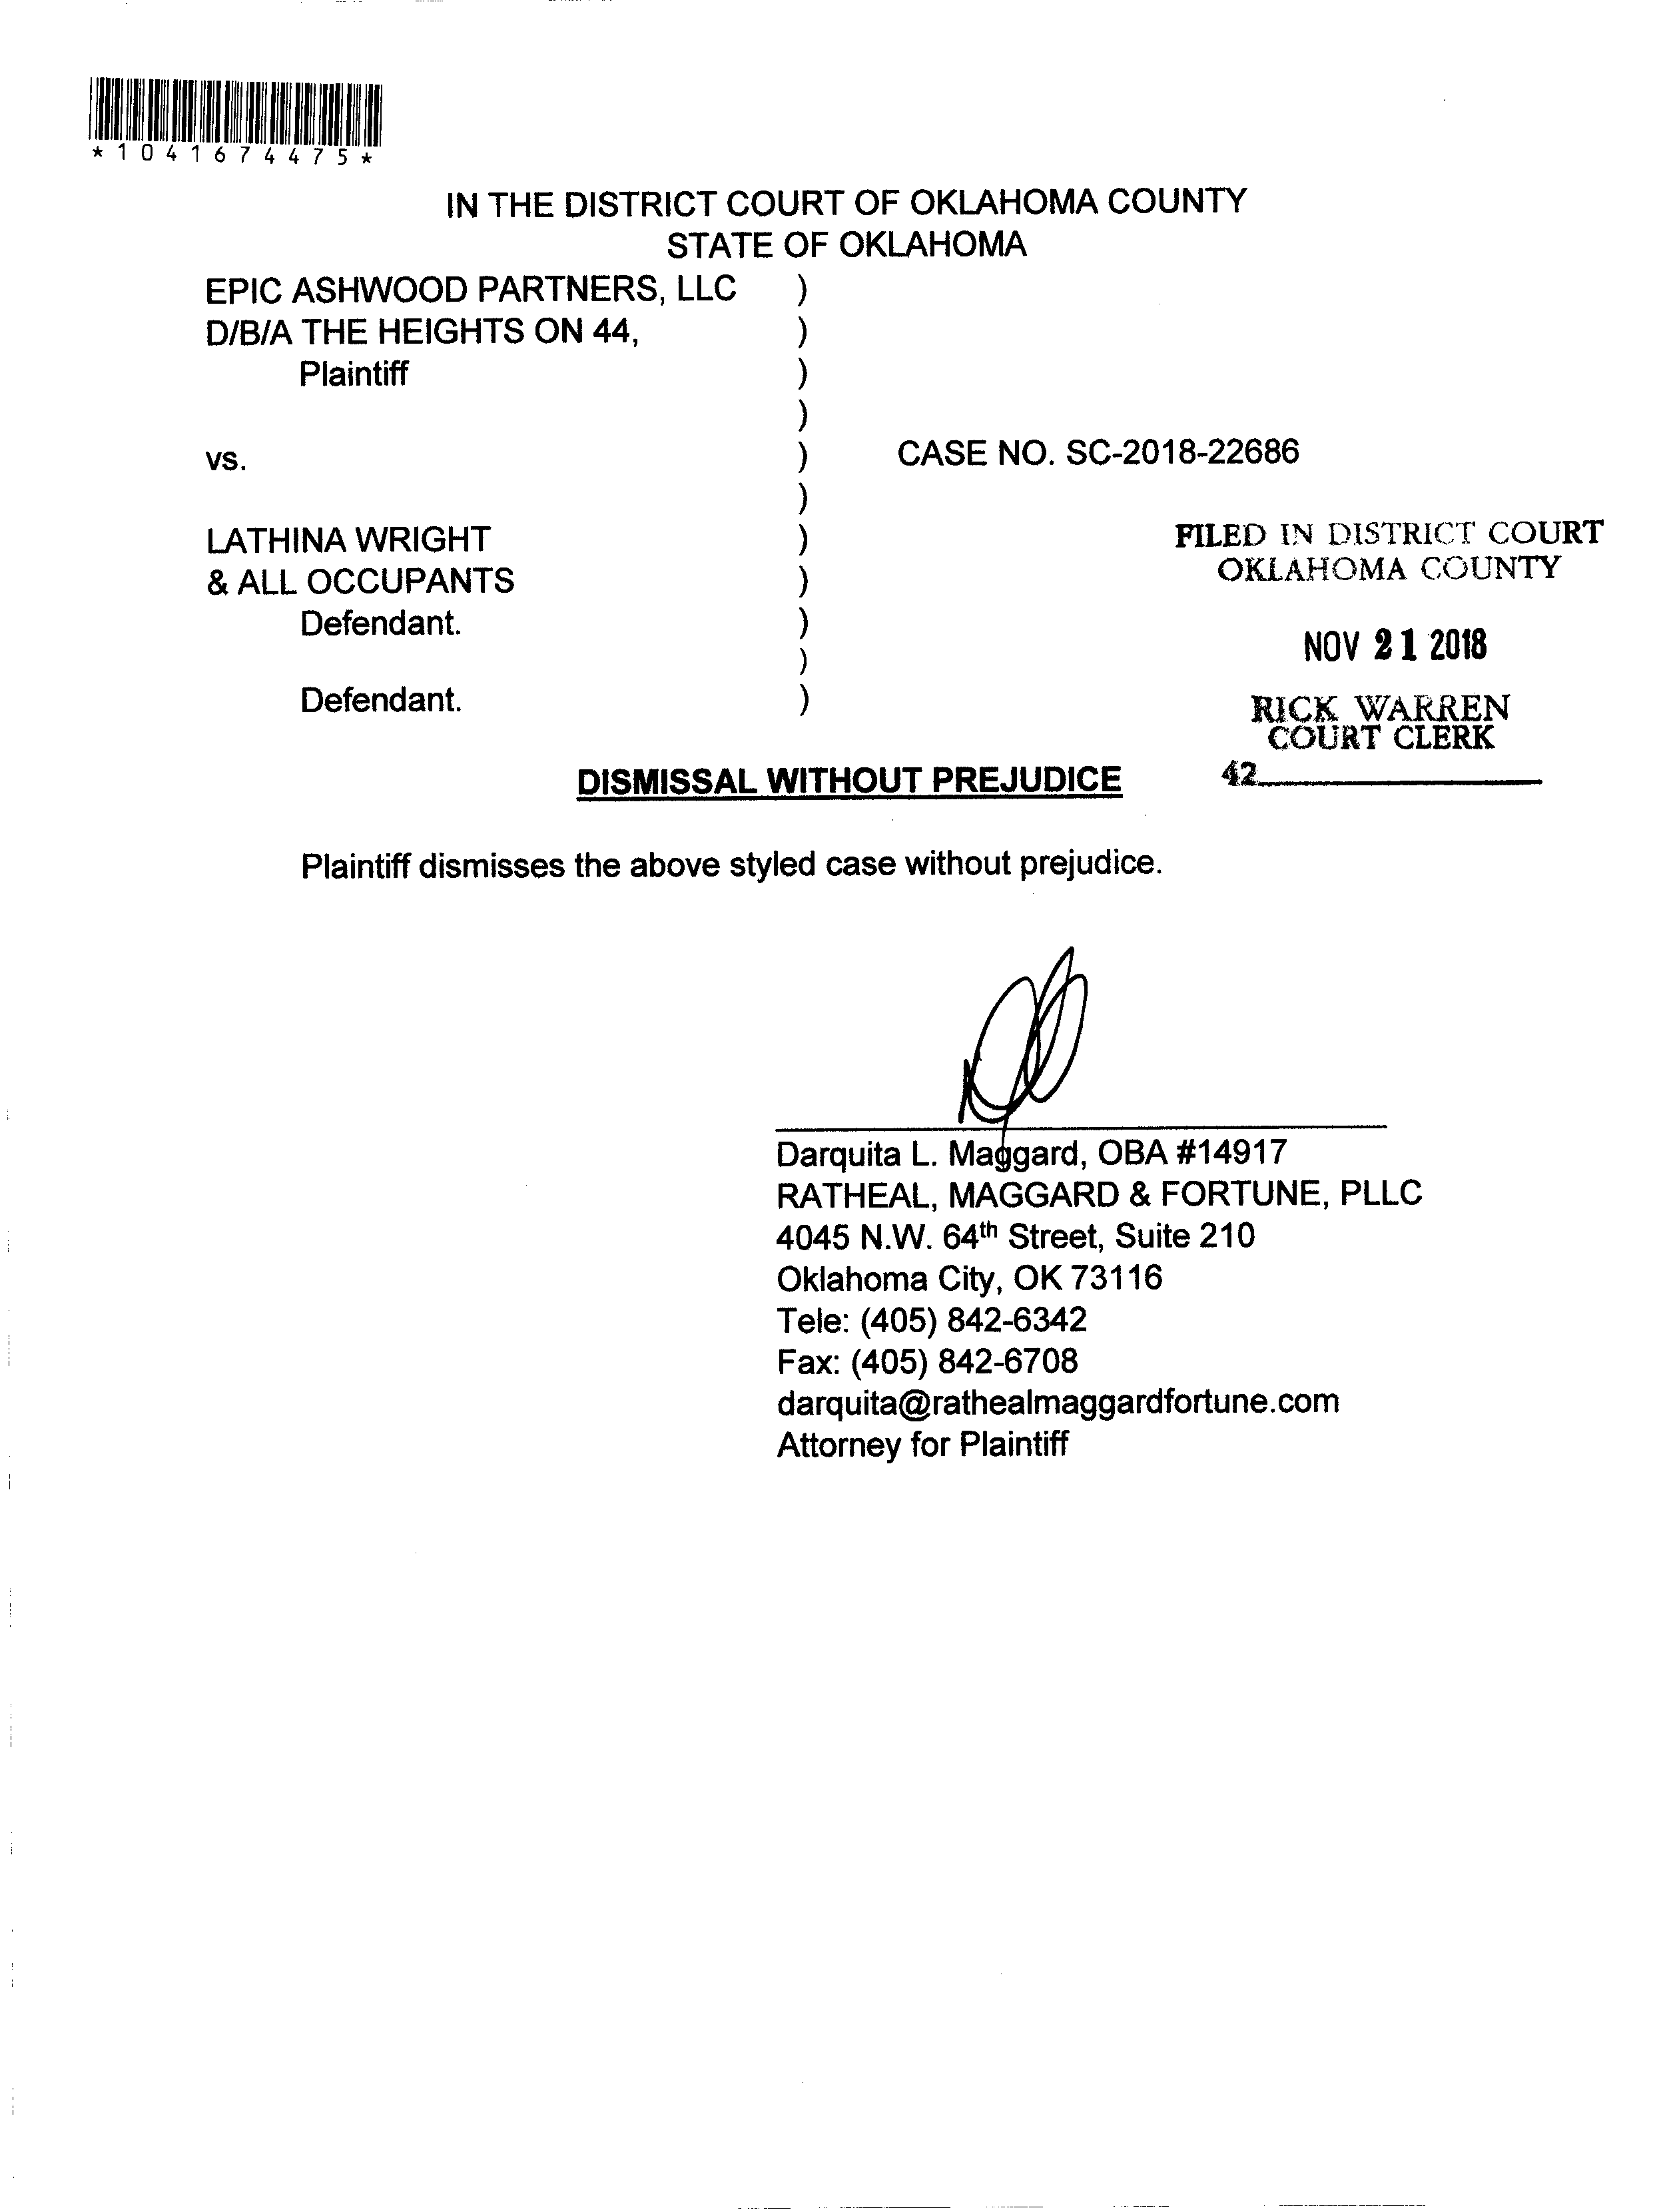 *1041674475*
IN THE DISTRICT COURT OF OKLAHOMA COUNTY
STATE OF OKLAHOMA
EPIC ASHWOOD PARTNERS, LLC )
D/B/A THE HEIGHTS ON 44, )
Plaintiff )
)
vs. ) CASE NO. SC-2018-22686
)
LATHINA WRIGHT )
& ALL OCCUPANTS )
Defendant. )
)
Defendant. )
FILED IN DISTRICT COURT
OKLAHOMA COUNTY
NOV 21 2018
RICK WARREN
COURT CLERK
42
DISMISSAL WITHOUT PREJUDICE
Plaintiff dismisses the above styled case without prejudice.
Darquita L. Maggard, OBA #14917
RATHEAL, MAGGARD & FORTUNE, PLLC
4045 N.W. 64th Street, Suite 210
Oklahoma City, OK 73116
Tele: (405) 842-6342
Fax: (405) 842-6708
darquita@rathealmaggardfortune.com
Attorney for Plaintiff